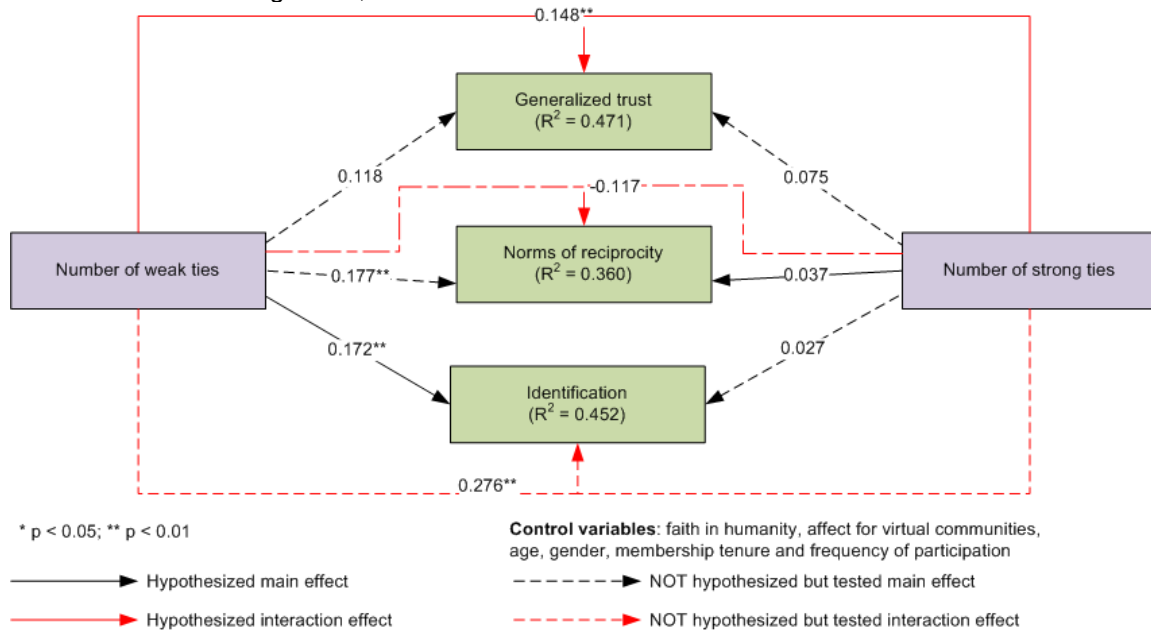 0.148**
Generalized trust
(R² = 0.471)
0.118
0.075
-0.117
Number of weak ties
Norms of reciprocity
(R² = 0.360)
Number of strong ties
0.177**
0.037
0.172**
0.027
Identification
(R² = 0.452)
0.276**
* p < 0.05; ** p < 0.01
Control variables: faith in humanity, affect for virtual communities,
age, gender, membership tenure and frequency of participation
Hypothesized main effect
NOT hypothesized but tested main effect
Hypothesized interaction effect
NOT hypothesized but tested interaction effect